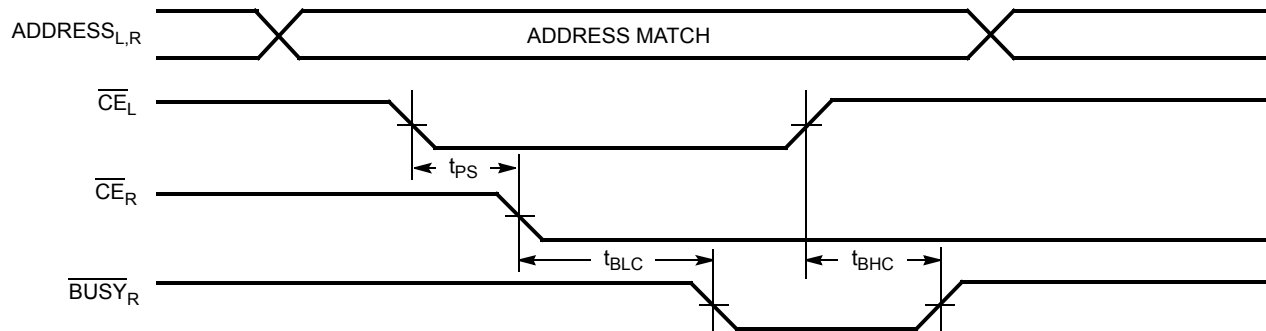 ADDRESS_L,R
ADDRESS MATCH
CE_L
t_PS
CE_R
t_BLC
t_BHC
BUSY_R